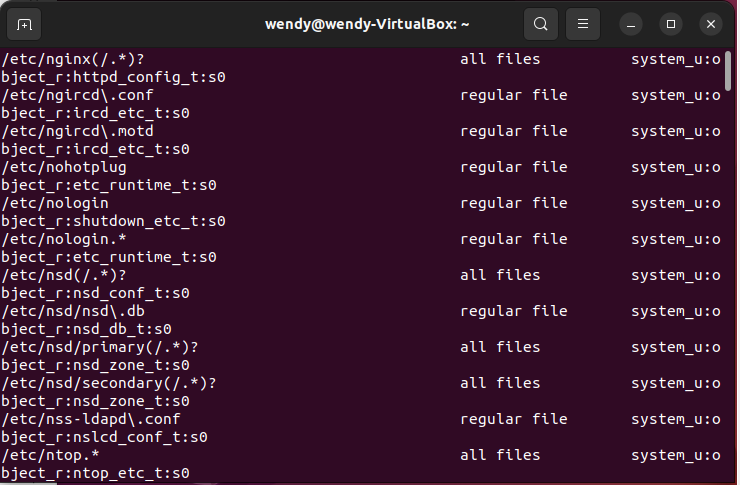 wendy@wendy-VirtualBox: ~
/etc/nginx(/.*)? all files system_u:o
bject_r:httpd_config_t:s0
/etc/ngircd\.conf regular file system_u:o
bject_r:ircd_etc_t:s0
/etc/ngircd\.motd regular file system_u:o
bject_r:ircd_etc_t:s0
/etc/nohotplug regular file system_u:o
bject_r:etc_runtime_t:s0
/etc/nologin regular file system_u:o
bject_r:shutdown_etc_t:s0
/etc/nologin.* regular file system_u:o
bject_r:etc_runtime_t:s0
/etc/nsd(/.*)? all files system_u:o
bject_r:nsd_conf_t:s0
/etc/nsd/nsd\.db regular file system_u:o
bject_r:nsd_db_t:s0
/etc/nsd/primary(/.*)? all files system_u:o
bject_r:nsd_zone_t:s0
/etc/nsd/secondary(/.*)? all files system_u:o
bject_r:nsd_zone_t:s0
/etc/nss-ldapd\.conf regular file system_u:o
bject_r:nslcd_conf_t:s0
/etc/ntop.* all files system_u:o
bject_r:ntop_etc_t:s0